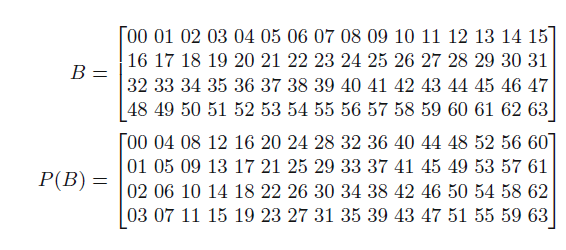 00 01 02 03 04 05 06 07 08 09 10 11 12 13 14 15
16 17 18 19 20 21 22 23 24 25 26 27 28 29 30 31
B =
32 33 34 35 36 37 38 39 40 41 42 43 44 45 46 47
48 49 50 51 52 53 54 55 56 57 58 59 60 61 62 63
00 04 08 12 16 20 24 28 32 36 40 44 48 52 56 60
01 05 09 13 17 21 25 29 33 37 41 45 49 53 57 61
P(B) =
02 06 10 14 18 22 26 30 34 38 42 46 50 54 58 62
03 07 11 15 19 23 27 31 35 39 43 47 51 55 59 63